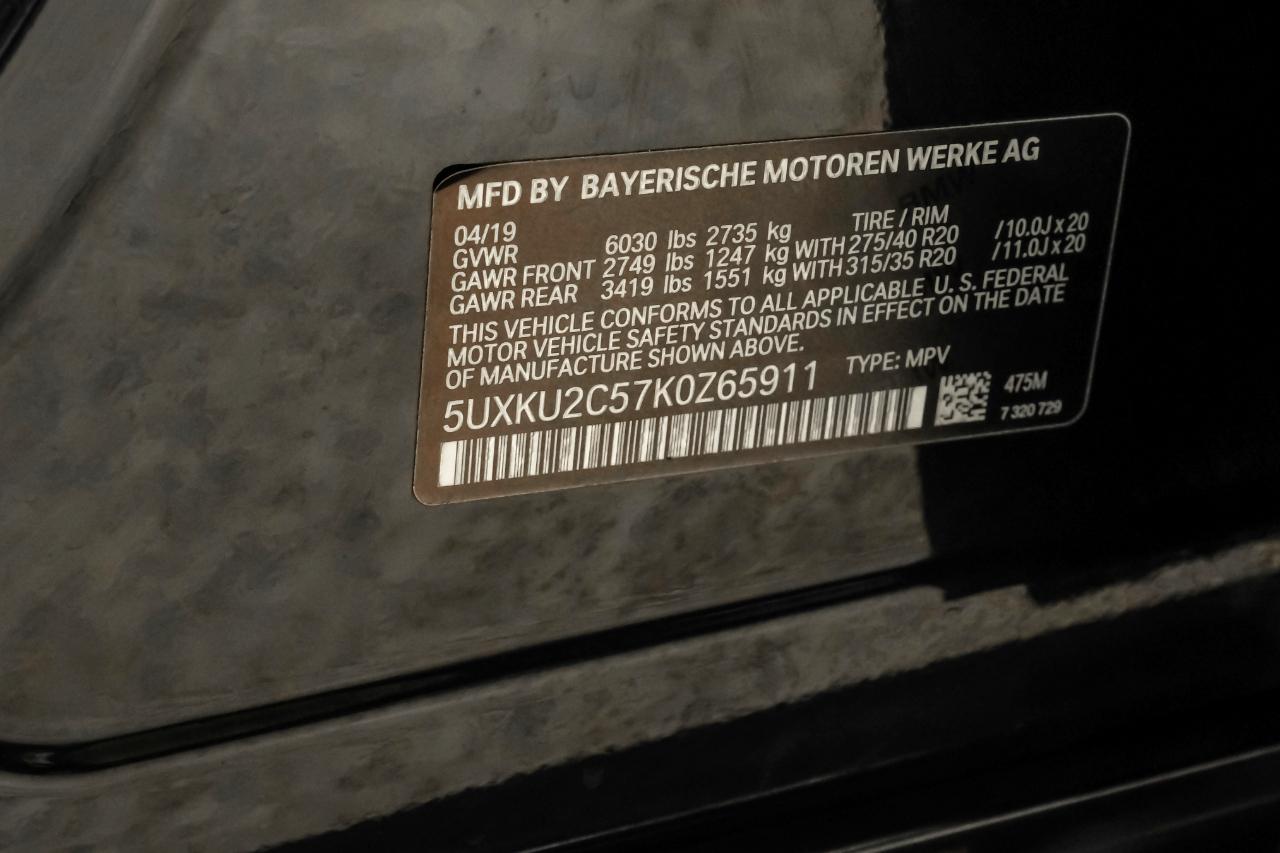 MFD BY BAYERISCHE MOTOREN WERKE AG
04/19 TIRE / RIM
GVWR 6030 lbs 2735 kg
GAWR FRONT 2749 lbs 1247 kg WITH 275/40 R20 /10.0J x 20
GAWR REAR 3419 lbs 1551 kg WITH 315/35 R20 /11.0J x 20
THIS VEHICLE CONFORMS TO ALL APPLICABLE U. S. FEDERAL
MOTOR VEHICLE SAFETY STANDARDS IN EFFECT ON THE DATE
OF MANUFACTURE SHOWN ABOVE.
TYPE: MPV
5UXKU2C57K0Z65911
475M
7 320 729